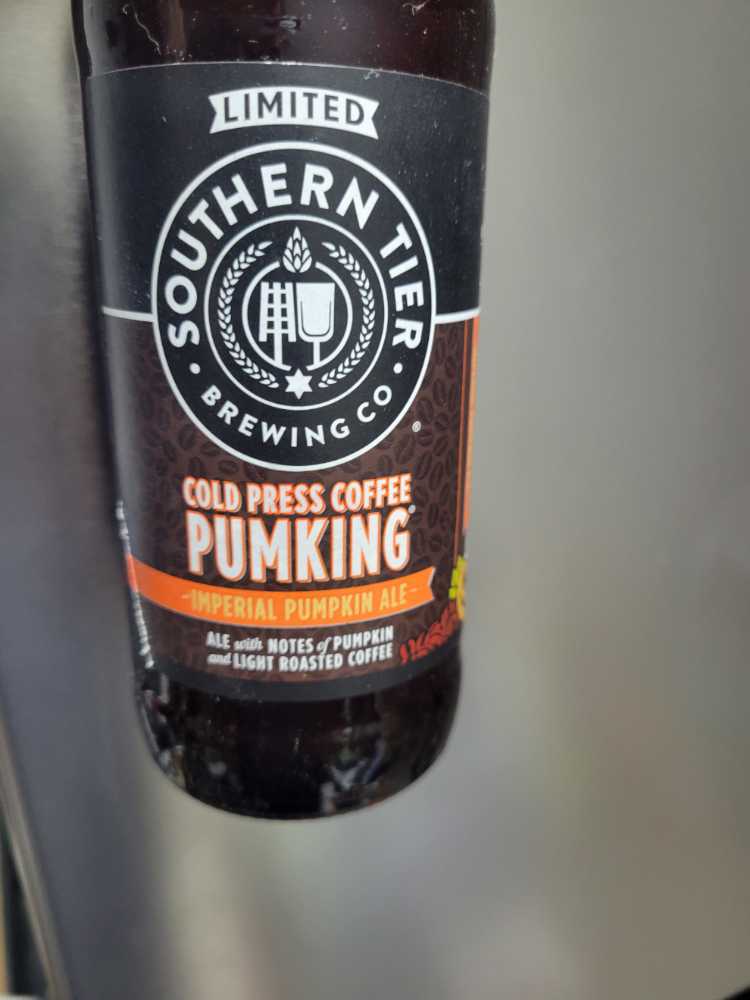 LIMITED
SOUTHERN TIER
• BREWING CO •
®
COLD PRESS COFFEE
PUMKING®
-IMPERIAL PUMPKIN ALE-
ALE with NOTES of PUMPKIN
and LIGHT ROASTED COFFEE